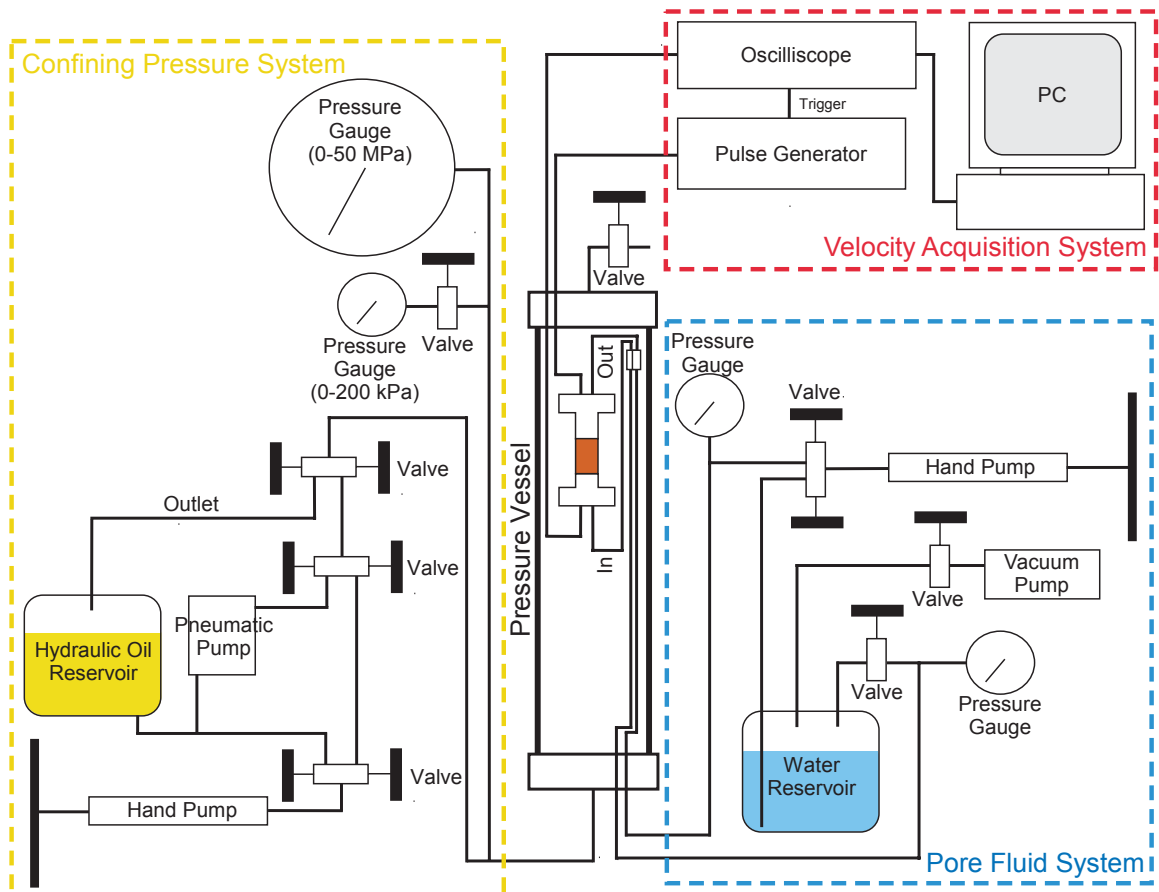 Confining Pressure System
Pressure
Gauge
(0-50 MPa)
Pressure
Gauge
(0-200 kPa)
Valve
Valve
Outlet
Valve
Pneumatic
Pump
Hydraulic Oil
Reservoir
Valve
Hand Pump
Oscilliscope
Trigger
Pulse Generator
PC
Velocity Acquisition System
Valve
Out
In
Pressure Vessel
Pressure
Gauge
Valve
Hand Pump
Valve
Vacuum
Pump
Valve
Pressure
Gauge
Water
Reservoir
Pore Fluid System